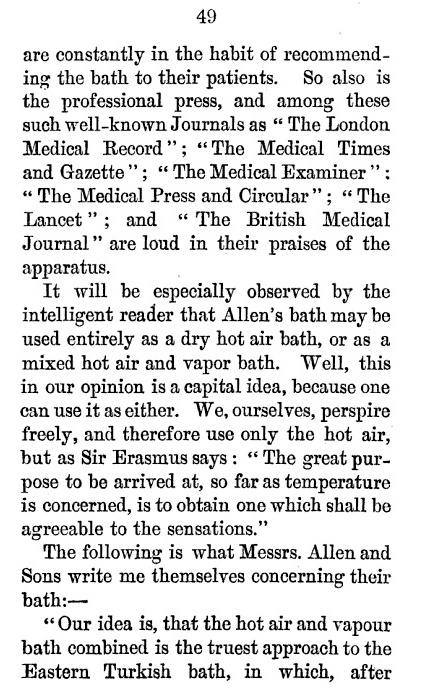 49
are constantly in the habit of recommend-
ing the bath to their patients. So also is
the professional press, and among these
such well-known Journals as “ The London
Medical Record ” ; “ The Medical Times
and Gazette ” ; “ The Medical Examiner ” :
“ The Medical Press and Circular ” ; “ The
Lancet ” ; and “ The British Medical
Journal ” are loud in their praises of the
apparatus.
It will be especially observed by the
intelligent reader that Allen’s bath may be
used entirely as a dry hot air bath, or as a
mixed hot air and vapor bath. Well, this
in our opinion is a capital idea, because one
can use it as either. We, ourselves, perspire
freely, and therefore use only the hot air,
but as Sir Erasmus says : “ The great pur-
pose to be arrived at, so far as temperature
is concerned, is to obtain one which shall be
agreeable to the sensations.”
The following is what Messrs. Allen and
Sons write me themselves concerning their
bath:—
“ Our idea is, that the hot air and vapour
bath combined is the truest approach to the
Eastern Turkish bath, in which, after